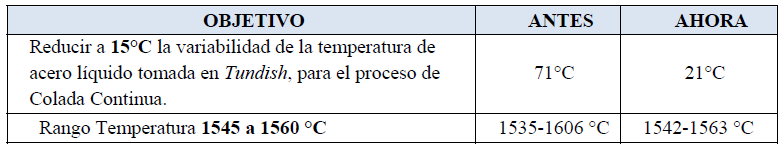 OBJETIVO ANTES AHORA
Reducir a 15°C la variabilidad de la temperatura de
acero líquido tomada en Tundish, para el proceso de
Colada Continua.
71°C 21°C
Rango Temperatura 1545 a 1560 °C 1535-1606 °C 1542-1563 °C